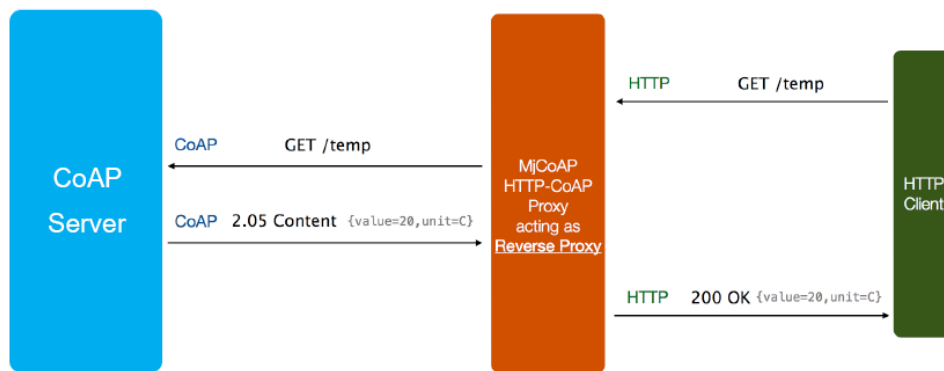 HTTP GET /temp
CoAP GET /temp
CoAP
Server
MjCoAP
HTTP-CoAP
Proxy
acting as
Reverse Proxy
HTTP
Client
CoAP 2.05 Content {value=20,unit=C}
HTTP 200 OK {value=20,unit=C}